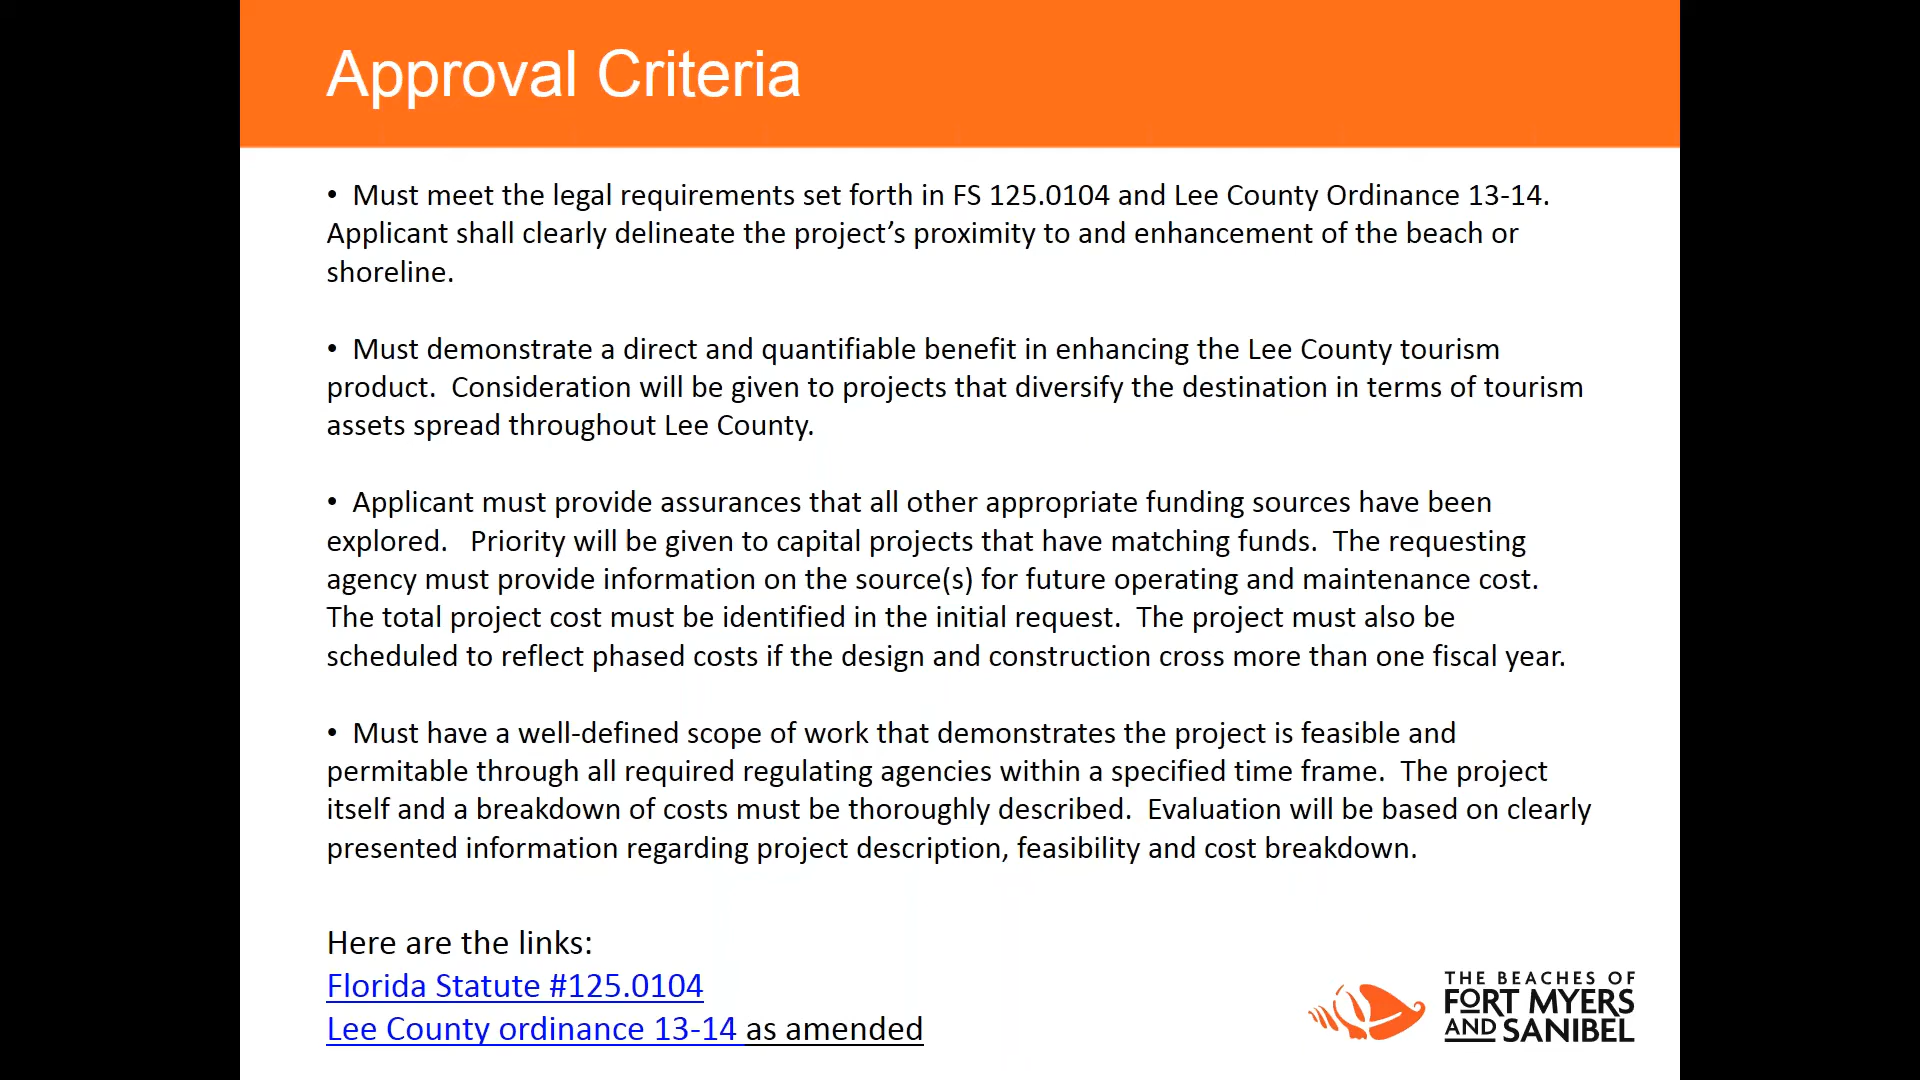 Approval Criteria
• Must meet the legal requirements set forth in FS 125.0104 and Lee County Ordinance 13-14.
Applicant shall clearly delineate the project’s proximity to and enhancement of the beach or
shoreline.
• Must demonstrate a direct and quantifiable benefit in enhancing the Lee County tourism
product.  Consideration will be given to projects that diversify the destination in terms of tourism
assets spread throughout Lee County.
• Applicant must provide assurances that all other appropriate funding sources have been
explored.   Priority will be given to capital projects that have matching funds.  The requesting
agency must provide information on the source(s) for future operating and maintenance cost.
The total project cost must be identified in the initial request.  The project must also be
scheduled to reflect phased costs if the design and construction cross more than one fiscal year.
• Must have a well-defined scope of work that demonstrates the project is feasible and
permitable through all required regulating agencies within a specified time frame.  The project
itself and a breakdown of costs must be thoroughly described.  Evaluation will be based on clearly
presented information regarding project description, feasibility and cost breakdown.
Here are the links:
Florida Statute #125.0104
Lee County ordinance 13-14 as amended
THE BEACHES OF
FORT MYERS
AND SANIBEL